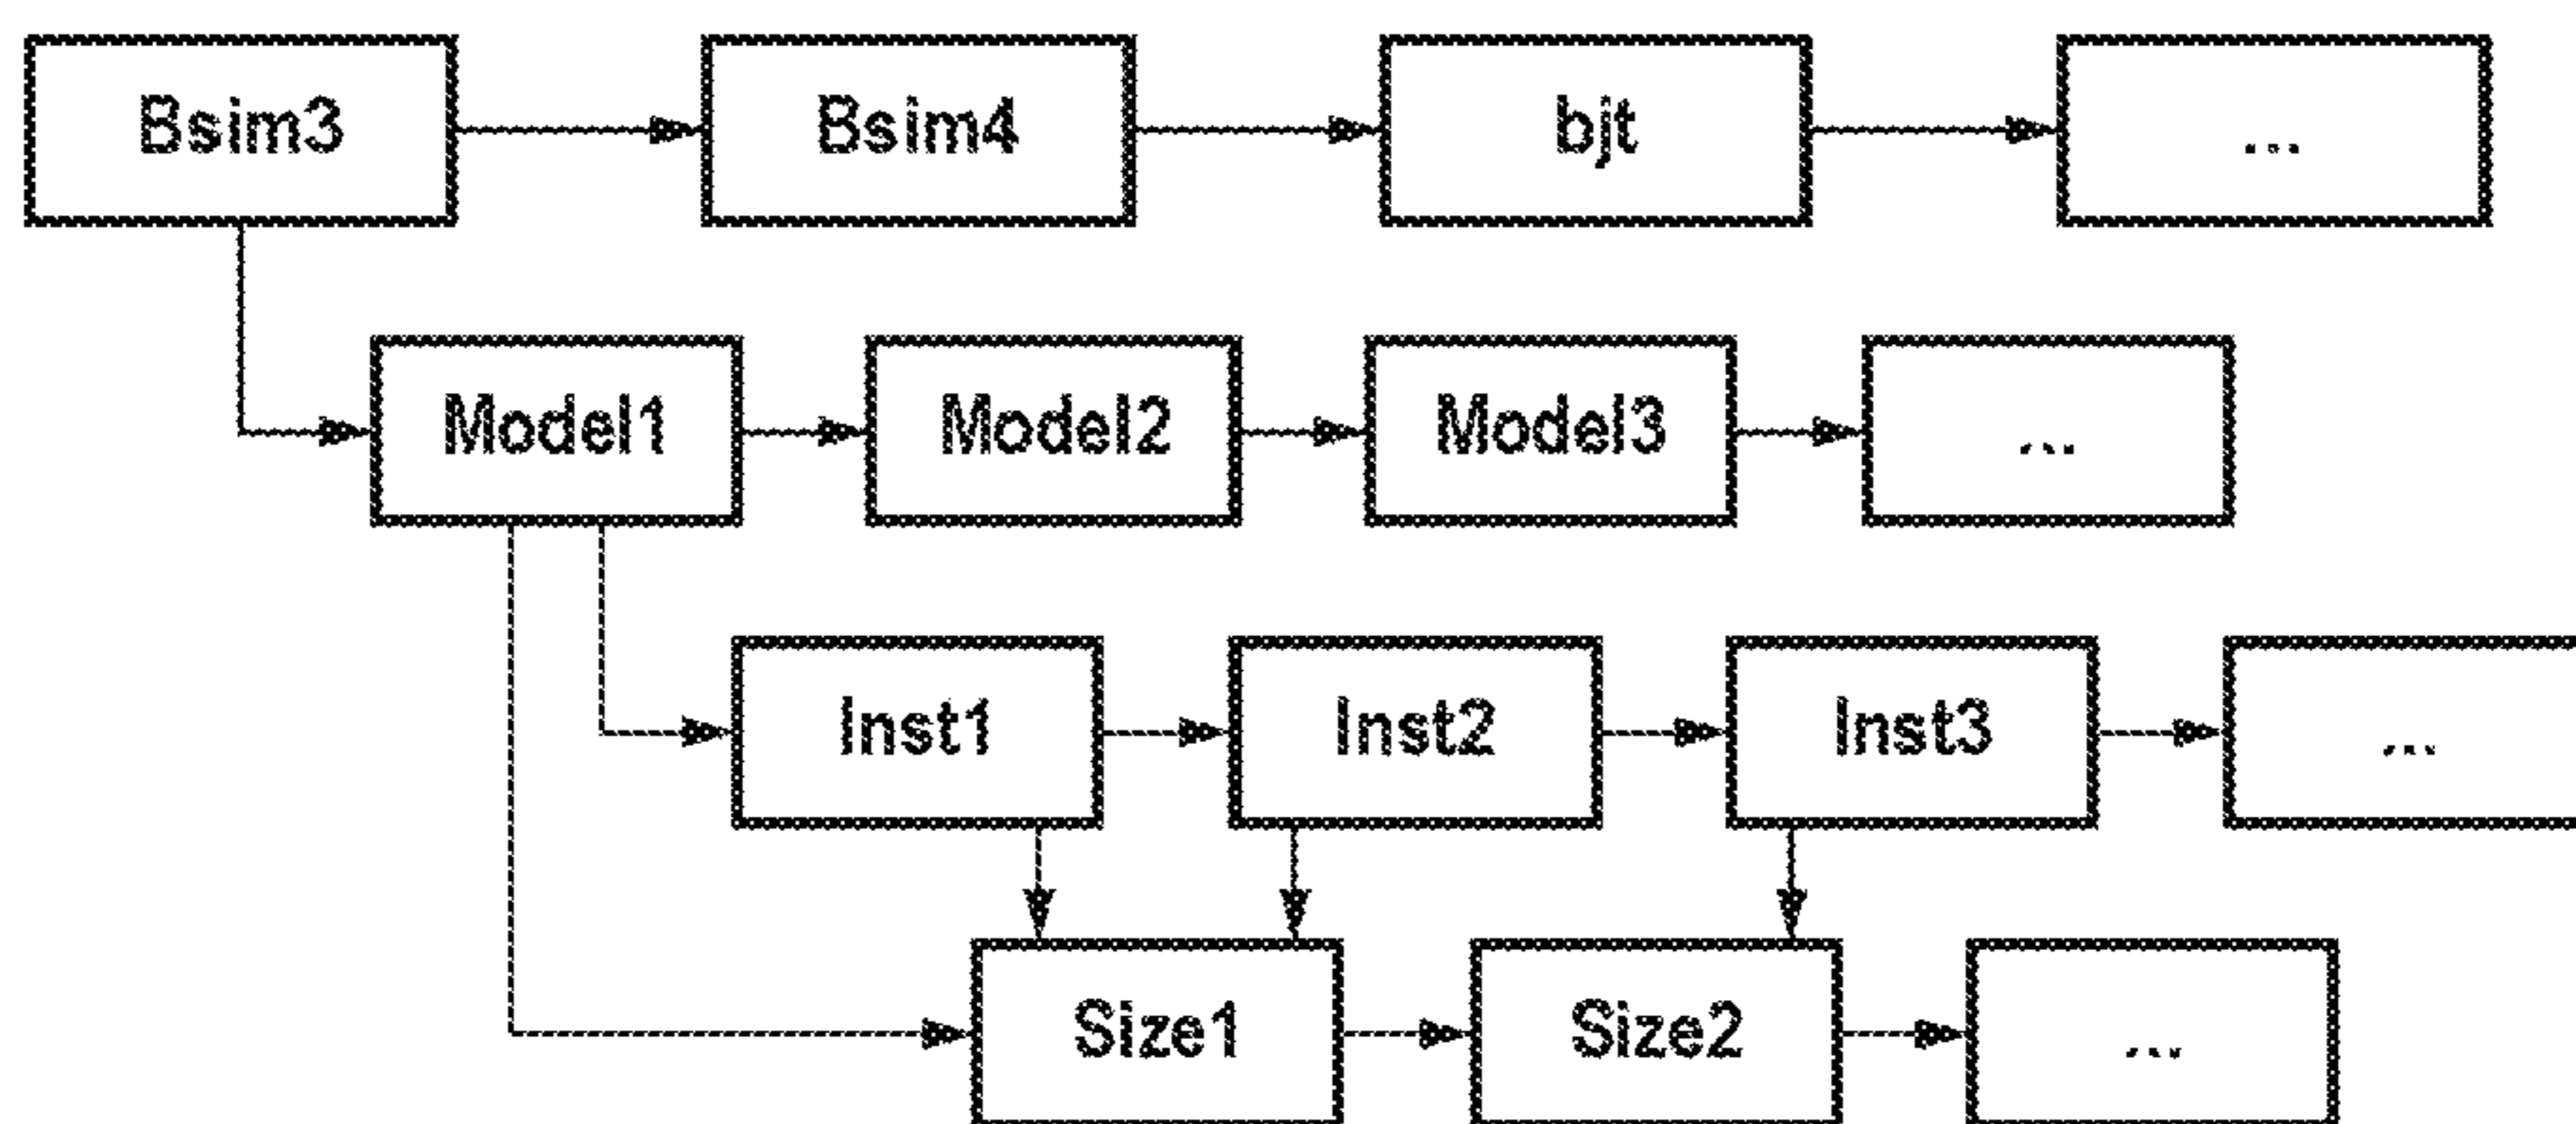 Bsim3 Bsim4 bjt ...
Model1 Model2 Model3 ...
Inst1 Inst2 Inst3 ...
Size1 Size2 ...